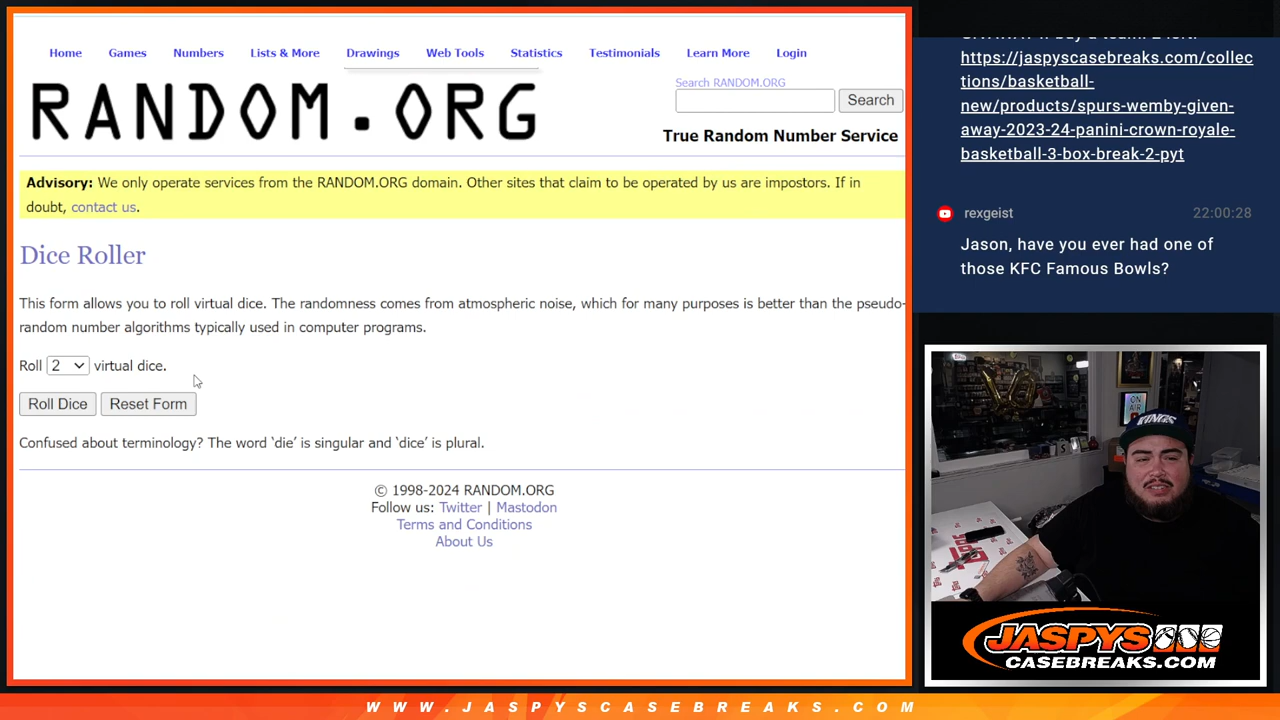 Home Games Numbers Lists & More Drawings Web Tools Statistics Testimonials Learn More Login
RANDOM.ORG
Search RANDOM.ORG
Search
True Random Number Service
Advisory: We only operate services from the RANDOM.ORG domain. Other sites that claim to be operated by us are impostors. If in
doubt, contact us.
Dice Roller
This form allows you to roll virtual dice. The randomness comes from atmospheric noise, which for many purposes is better than the pseudo-
random number algorithms typically used in computer programs.
Roll 2 virtual dice.
Roll Dice Reset Form
Confused about terminology? The word ‘die’ is singular and ‘dice’ is plural.
© 1998-2024 RANDOM.ORG
Follow us: Twitter | Mastodon
Terms and Conditions
About Us
https://jaspyscasebreaks.com/collec
tions/basketball-
new/products/spurs-wemby-given-
away-2023-24-panini-crown-royale-
basketball-3-box-break-2-pyt
rexgeist 22:00:28
Jason, have you ever had one of
those KFC Famous Bowls?
ON
AIR
KINGS
JASPYS
CASEBREAKS.COM
WWW.JASPYSCASEBREAKS.COM